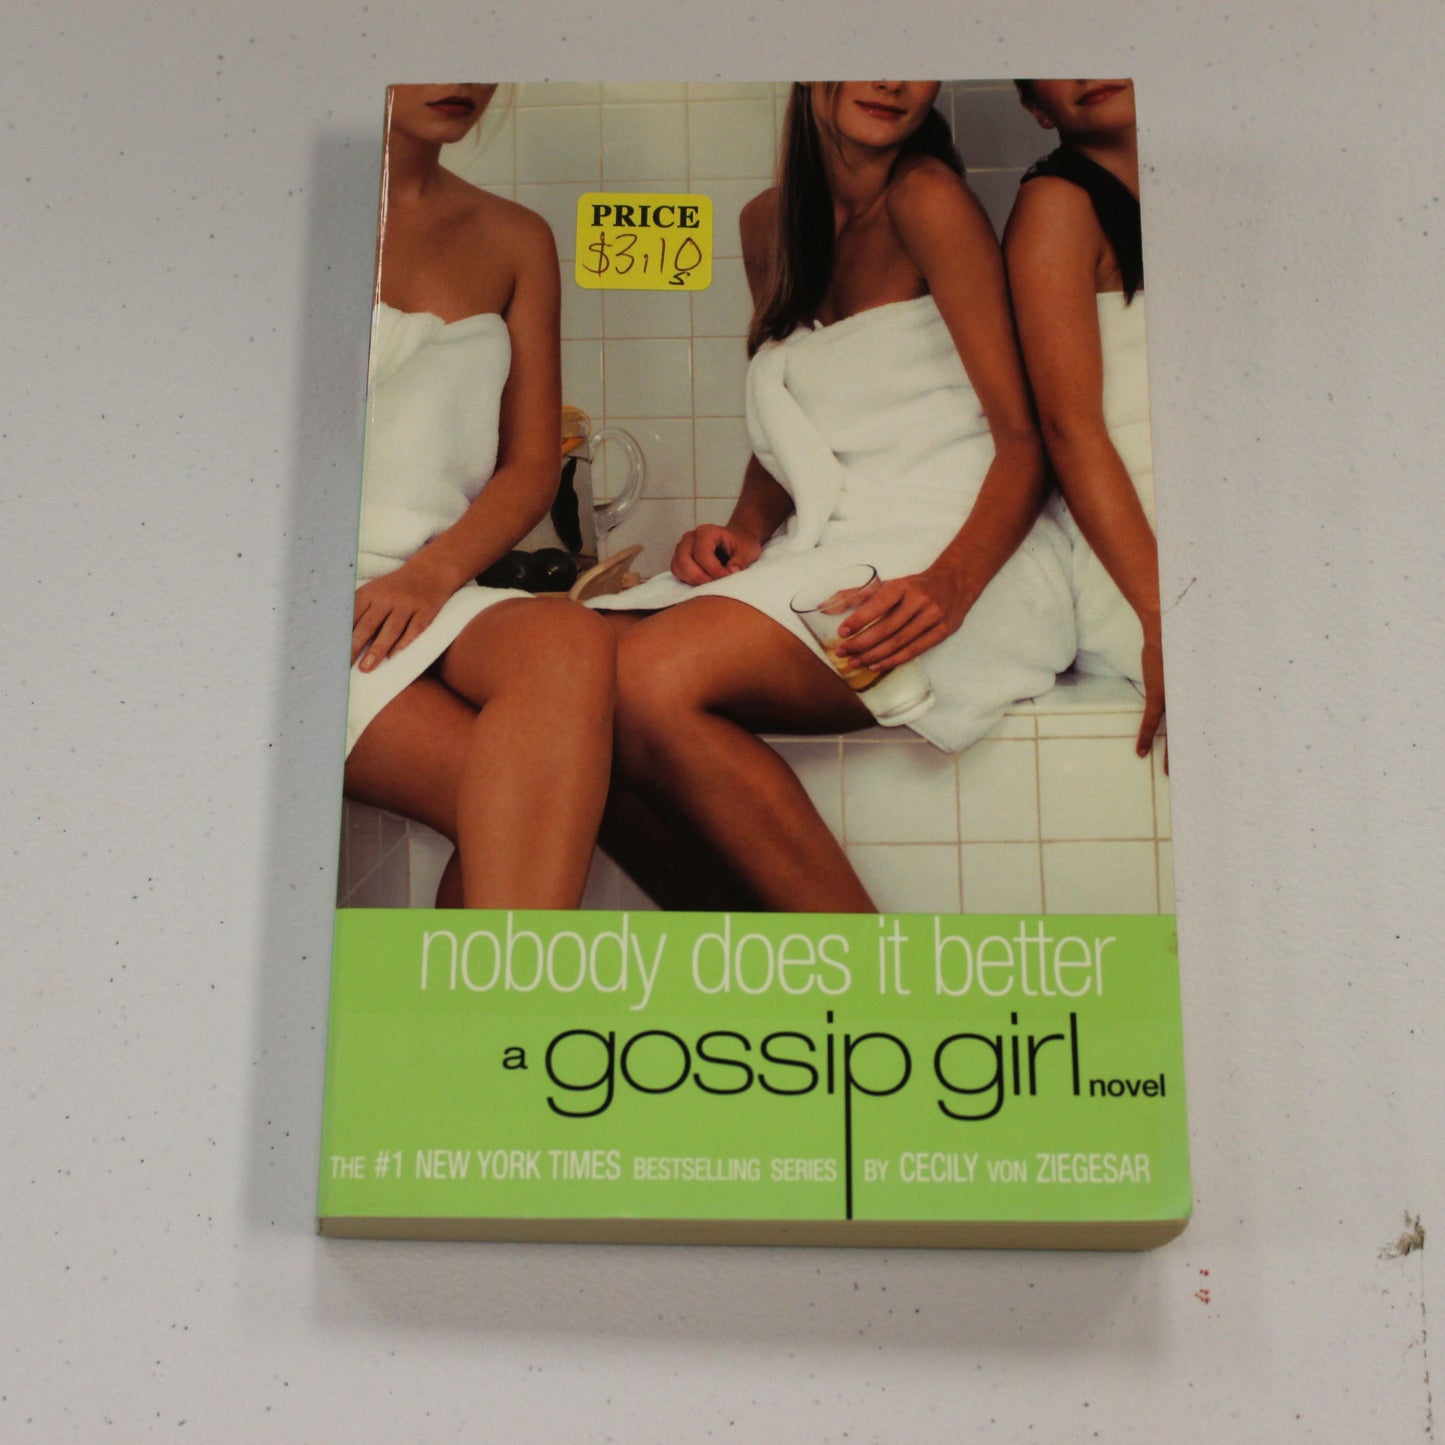 PRICE
$3.10
s
nobody does it better
a gossip girl novel
THE #1 NEW YORK TIMES BESTSELLING SERIES BY CECILY VON ZIEGESAR